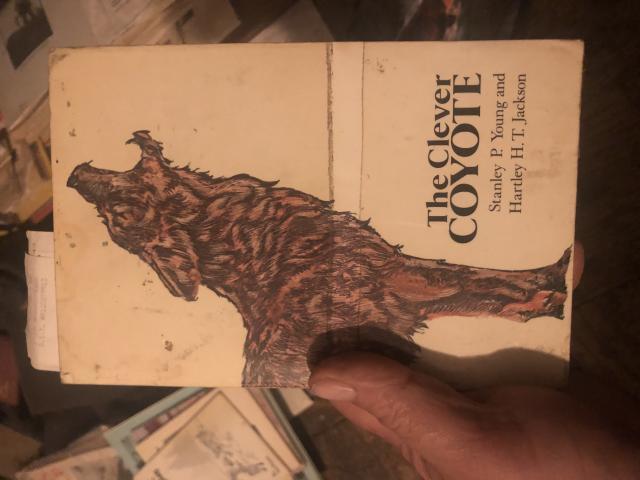 The Clever
COYOTE
Stanley P. Young and
Hartley H. T. Jackson